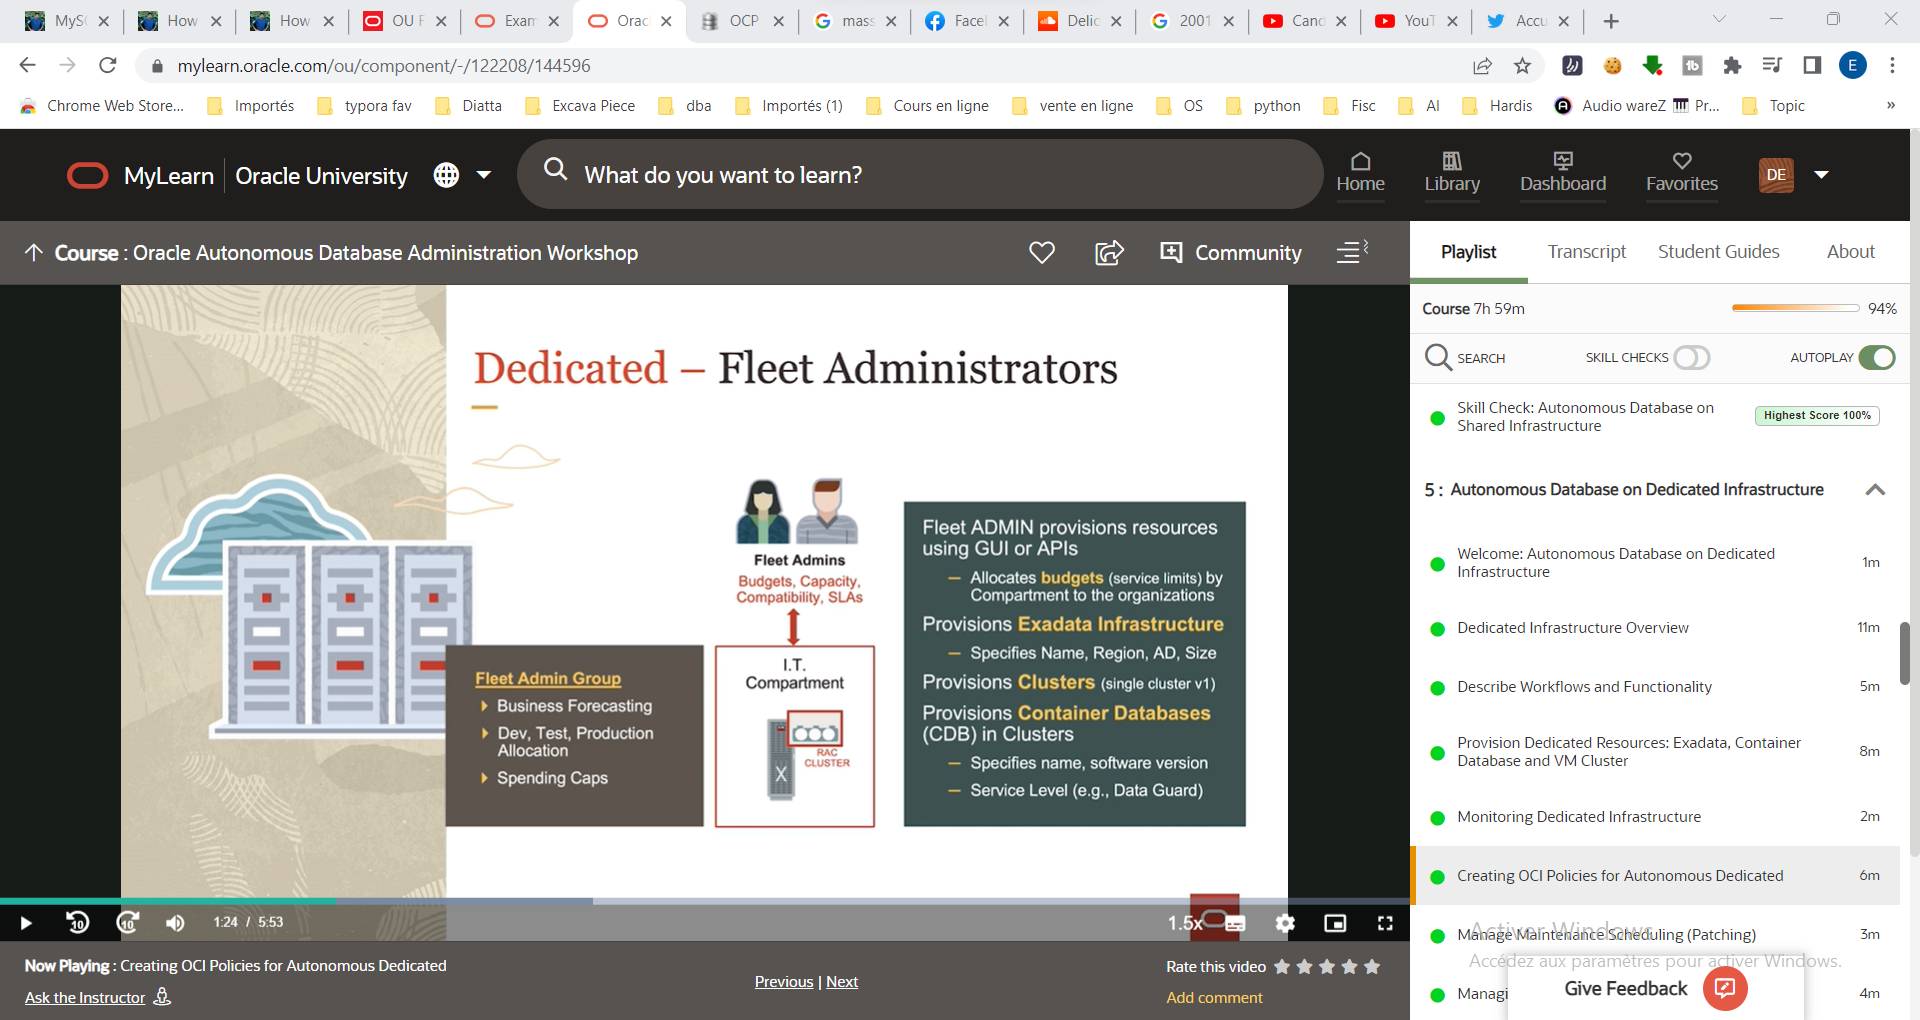 MySC
How
How
OU F
Exam
Orac
OCP
mass
Facel
Delic
2001
Canc
YouT
Accu
mylearn.oracle.com/ou/component/-/122208/144596
E
Chrome Web Store...
Importés
typora fav
Diatta
Excava Piece
dba
Importés (1)
Cours en ligne
vente en ligne
OS
python
Fisc
AI
Hardis
Audio wareZ
Pr...
Topic
»
MyLearn
Oracle University
What do you want to learn?
Home
Library
Dashboard
Favorites
DE
Course : Oracle Autonomous Database Administration Workshop
Community
Dedicated – Fleet Administrators
Fleet Admins
Budgets, Capacity,
Compatibility, SLAs
Fleet Admin Group
Business Forecasting
Dev, Test, Production
Allocation
Spending Caps
I.T.
Compartment
X
RAC
CLUSTER
Fleet ADMIN provisions resources
using GUI or APIs
– Allocates budgets (service limits) by
Compartment to the organizations
Provisions Exadata Infrastructure
– Specifies Name, Region, AD, Size
Provisions Clusters (single cluster v1)
Provisions Container Databases
(CDB) in Clusters
– Specifies name, software version
– Service Level (e.g., Data Guard)
10
10
1:24 / 5:53
1.5x
Now Playing : Creating OCI Policies for Autonomous Dedicated
Ask the Instructor
Previous | Next
Rate this video
Add comment
Playlist
Transcript
Student Guides
About
Course 7h 59m
94%
SEARCH
SKILL CHECKS
AUTOPLAY
Skill Check: Autonomous Database on
Shared Infrastructure
Highest Score 100%
5 : Autonomous Database on Dedicated Infrastructure
Welcome: Autonomous Database on Dedicated
Infrastructure
1m
Dedicated Infrastructure Overview
11m
Describe Workflows and Functionality
5m
Provision Dedicated Resources: Exadata, Container
Database and VM Cluster
8m
Monitoring Dedicated Infrastructure
2m
Creating OCI Policies for Autonomous Dedicated
6m
Activer Windows
Manage Maintenance Scheduling (Patching)
3m
Accédez aux paramètres pour activer Windows.
Managi
4m
Give Feedback